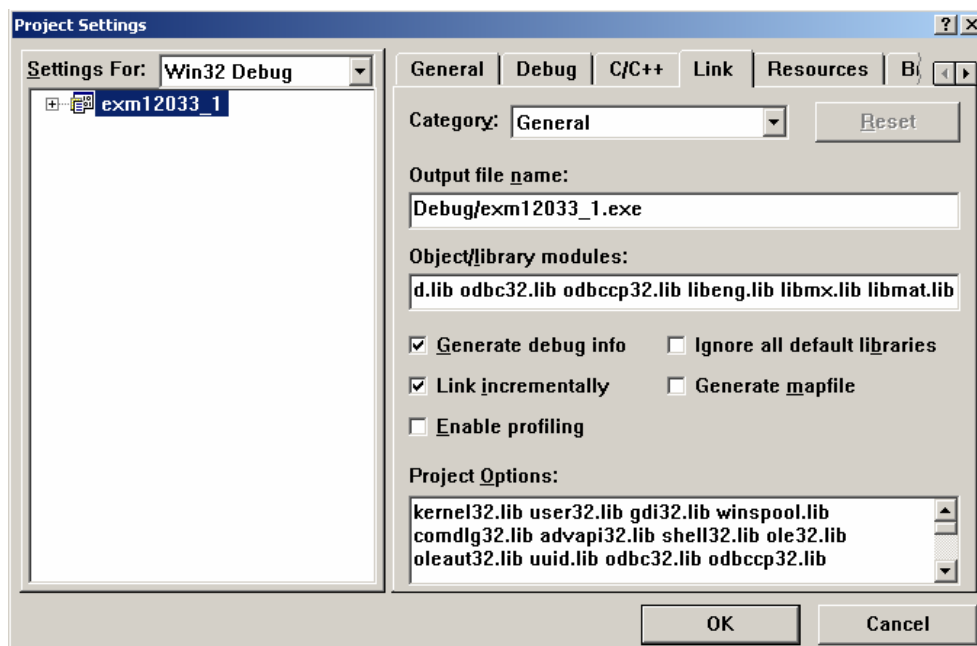 Project Settings
Settings For: Win32 Debug
exm12033_1
General Debug C/C++ Link Resources
Category: General Reset
Output file name:
Debug/exm12033_1.exe
Object/library modules:
d.lib odbc32.lib odbccp32.lib libeng.lib libmx.lib libmat.lib
Generate debug info Ignore all default libraries
Link incrementally Generate mapfile
Enable profiling
Project Options:
kernel32.lib user32.lib gdi32.lib winspool.lib
comdlg32.lib advapi32.lib shell32.lib ole32.lib
oleaut32.lib uuid.lib odbc32.lib odbccp32.lib
OK Cancel